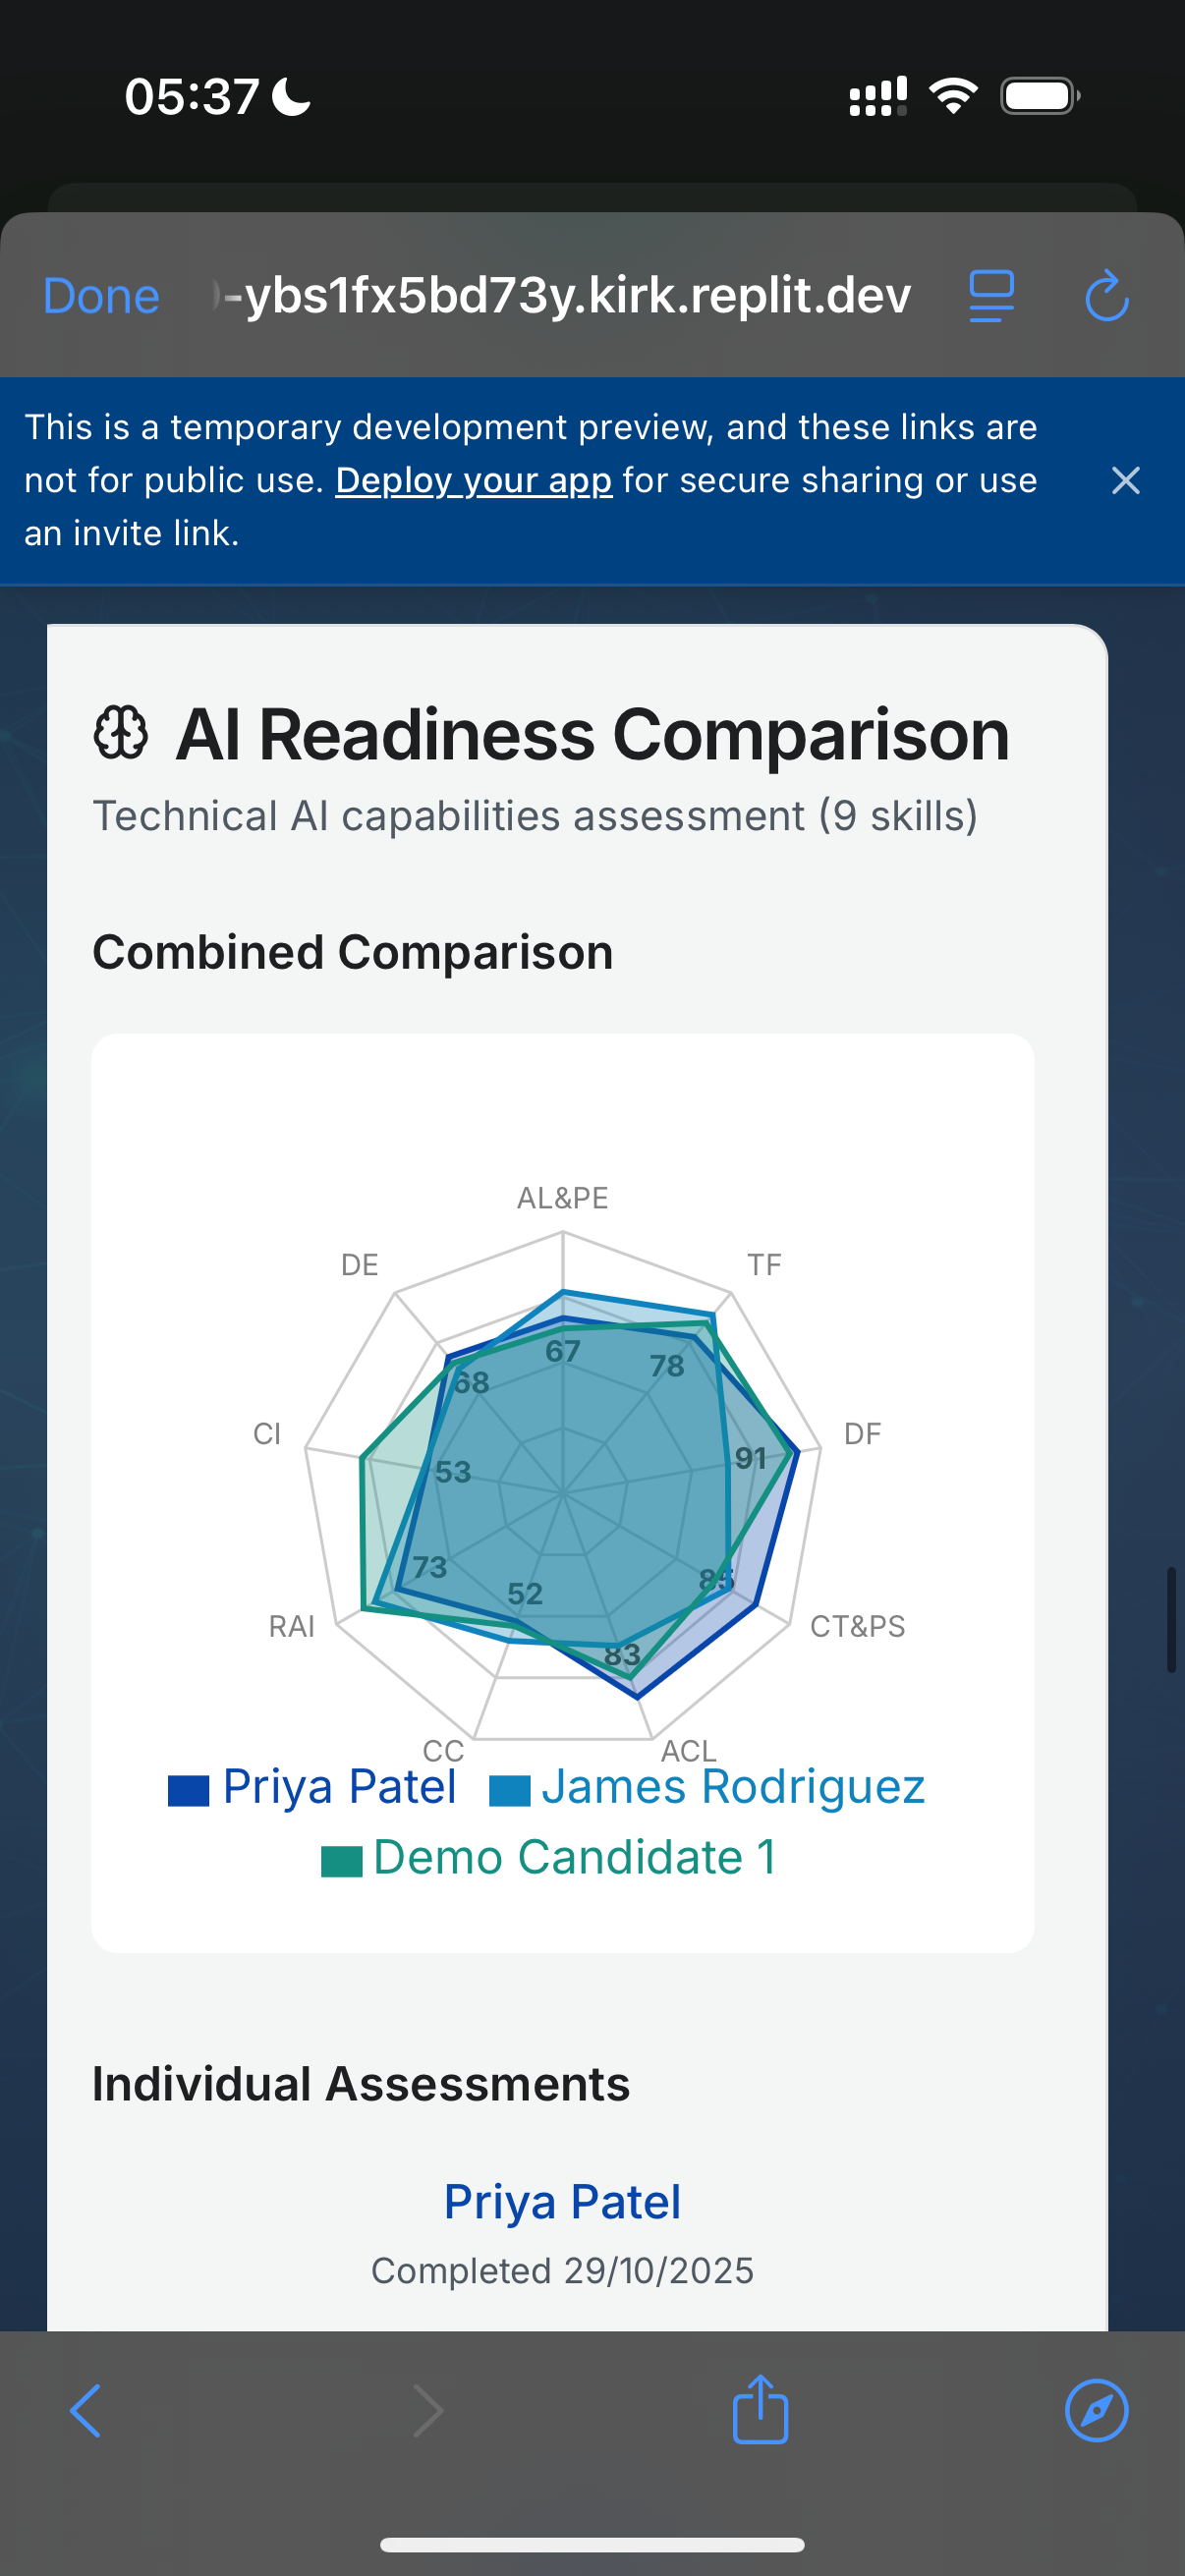 05:37
Done
-ybs1fx5bd73y.kirk.replit.dev
This is a temporary development preview, and these links are
not for public use. Deploy your app for secure sharing or use
an invite link.
AI Readiness Comparison
Technical AI capabilities assessment (9 skills)
Combined Comparison
AL&PE
DE
TF
67
78
68
CI
DF
91
53
73
85
52
RAI
CT&PS
83
CC
ACL
Priya Patel
James Rodriguez
Demo Candidate 1
Individual Assessments
Priya Patel
Completed 29/10/2025